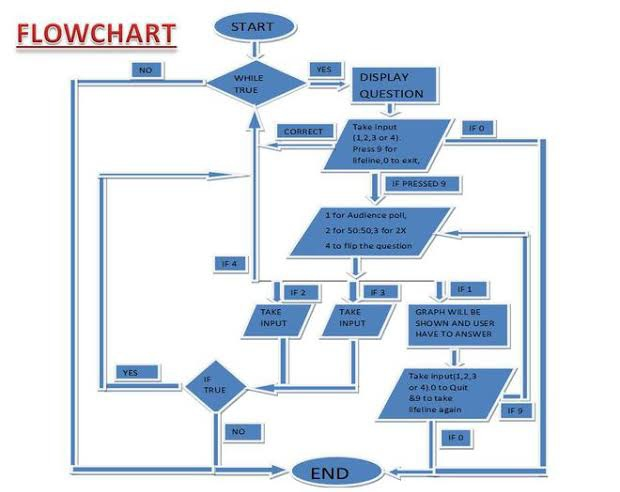 FLOWCHART
START
NO
WHILE
TRUE
YES
DISPLAY
QUESTION
CORRECT
Take input
(1,2,3 or 4).
Press 9 for
lifeline,0 to exit,
IF 0
IF PRESSED 9
1 for Audience poll,
2 for 50:50,3 for 2X
4 to flip the question
IF 4
IF 2
IF 3
IF 1
TAKE
INPUT
TAKE
INPUT
GRAPH WILL BE
SHOWN AND USER
HAVE TO ANSWER
YES
IF
TRUE
Take input(1,2,3
or 4).0 to Quit
&9 to take
lifeline again
IF 9
NO
IF 0
END